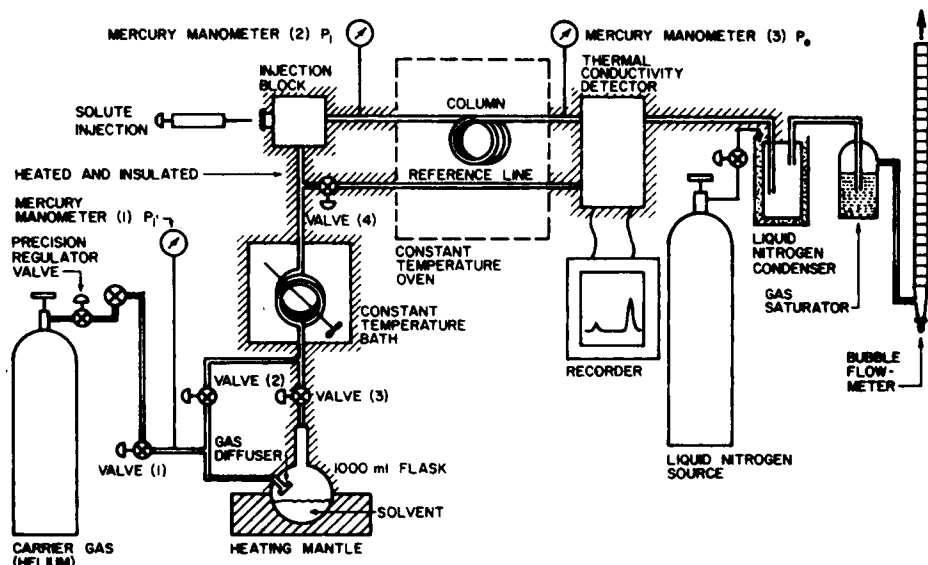 MERCURY MANOMETER (2) Pi
MERCURY MANOMETER (3) Po
INJECTION
BLOCK
THERMAL
CONDUCTIVITY
DETECTOR
SOLUTE
INJECTION
COLUMN
HEATED AND INSULATED
REFERENCE LINE
MERCURY
MANOMETER (1) Pi'
VALVE (4)
PRECISION
REGULATOR
VALVE
CONSTANT
TEMPERATURE
OVEN
LIQUID
NITROGEN
CONDENSER
CONSTANT
TEMPERATURE
BATH
GAS
SATURATOR
RECORDER
BUBBLE
FLOW-
METER
VALVE (2)
VALVE (3)
GAS
DIFFUSER
VALVE (1)
1000 ml FLASK
LIQUID NITROGEN
SOURCE
SOLVENT
CARRIER GAS
(HELIUM)
HEATING MANTLE